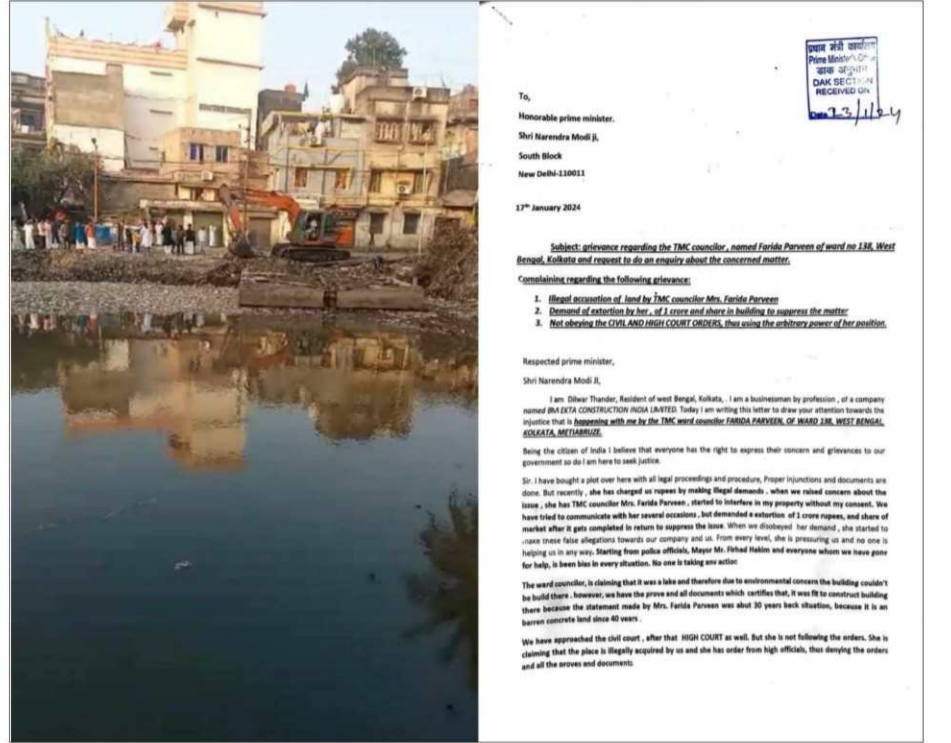 प्रधान मंत्री कार्यालय
Prime Minister's Office
डाक अनुभाग
DAK SECTION
RECEIVED ON
Date 23/1/24
To,
Honorable prime minister.
Shri Narendra Modi ji,
South Block
New Delhi-110011
17th January 2024
Subject: grievance regarding the TMC councilor , named Farida Parveen of ward no 138, West
Bengal, Kolkata and request to do an enquiry about the concerned matter.
Complaining regarding the following grievance:
1. Illegal accusation of land by TMC councilor Mrs. Farida Parveen
2. Demand of extortion by her , of 1 crore and share in building to suppress the matter
3. Not obeying the CIVIL AND HIGH COURT ORDERS, thus using the arbitrary power of her position.
Respected prime minister,
Shri Narendra Modi Ji,
I am Dilwar Thander, Resident of west Bengal, Kolkata, . I am a businessman by profession , of a company
named BM EKTA CONSTRUCTION INDIA LIMITED. Today I am writing this letter to draw your attention towards the
injustice that is happening with me by the TMC ward councilor FARIDA PARVEEN, OF WARD 138, WEST BENGAL,
KOLKATA, METIABRUZE.
Being the citizen of India I believe that everyone has the right to express their concern and grievances to our
government so do I am here to seek justice.
Sir. I have bought a plot over here with all legal proceedings and procedure, Proper injunctions and documents are
done. But recently , she has charged us rupees by making illegal demands , when we raised concern about the
issue , she has TMC councilor Mrs. Farida Parveen , started to interfere in my property without my consent. We
have tried to communicate with her several occasions , but demanded a extortion of 1 crore rupees, and share of
market after it gets completed in return to suppress the issue. When we disobeyed her demand , she started to
make these false allegations towards our company and us. From every level, she is pressuring us and no one is
helping us in any way. Starting from police officials, Mayor Mr. Firhad Hakim and everyone whom we have gone
for help, is been bias in every situation. No one is taking any action
The ward councilor, is claiming that it was a lake and therefore due to environmental concern the building couldn't
be build there . however, we have the prove and all documents which certifies that, it was fit to construct building
there because the statement made by Mrs. Farida Parveen was abut 30 years back situation, because it is an
barren concrete land since 40 years .
We have approached the civil court , after that HIGH COURT as well. But she is not following the orders. She is
claiming that the place is illegally acquired by us and she has order from high officials, thus denying the orders
and all the proves and documents